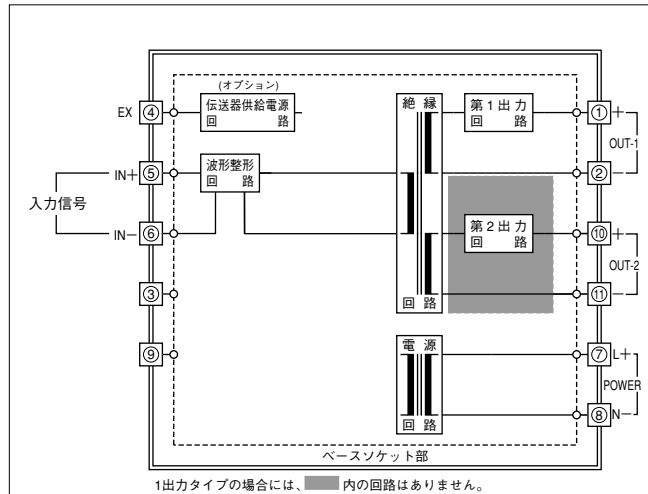 (オプション)
EX ④ 伝送器供給電源
回 路
絶 縁
第1出力
回 路
① +
OUT-1
② −
入力信号
IN+ ⑤ 波形整形
回 路
IN− ⑥
第2出力
回 路
⑩ +
OUT-2
⑪ −
回 路
③
⑨
電 源
回 路
⑦ L+
POWER
⑧ N−
ベースソケット部
1出力タイプの場合には、 内の回路はありません。